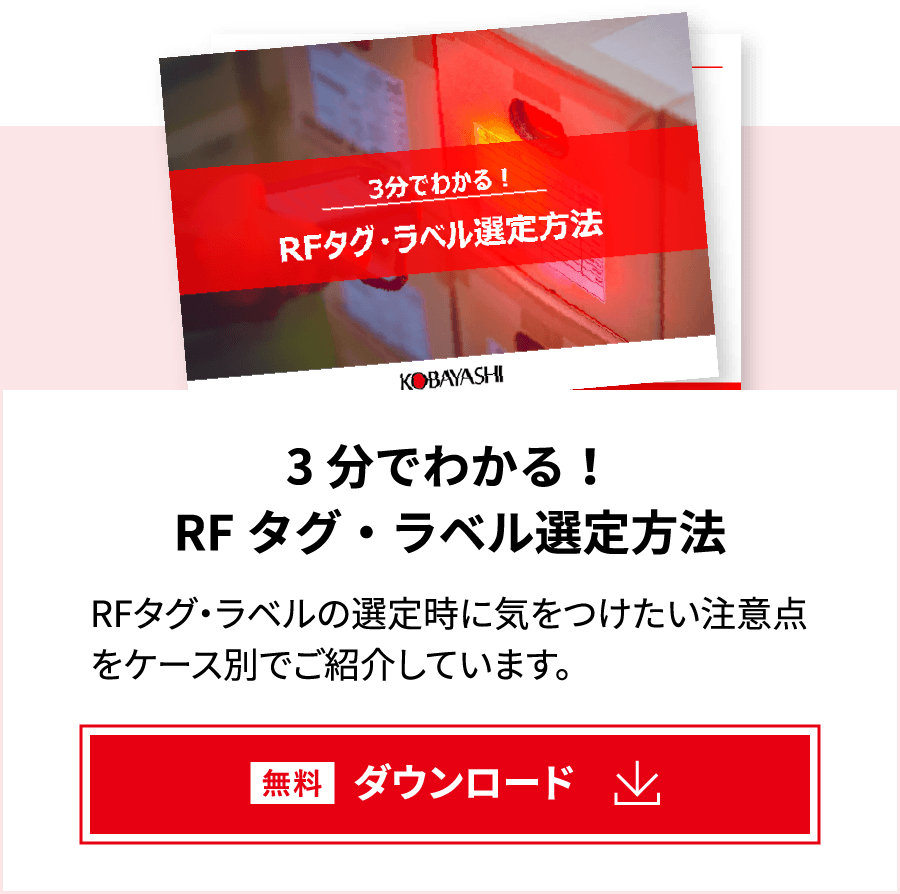 3分でわかる！
RFタグ・ラベル選定方法
KOBAYASHI
3 分でわかる！
RF タグ・ラベル選定方法
RFタグ・ラベルの選定時に気をつけたい注意点
をケース別でご紹介しています。
無料 ダウンロード